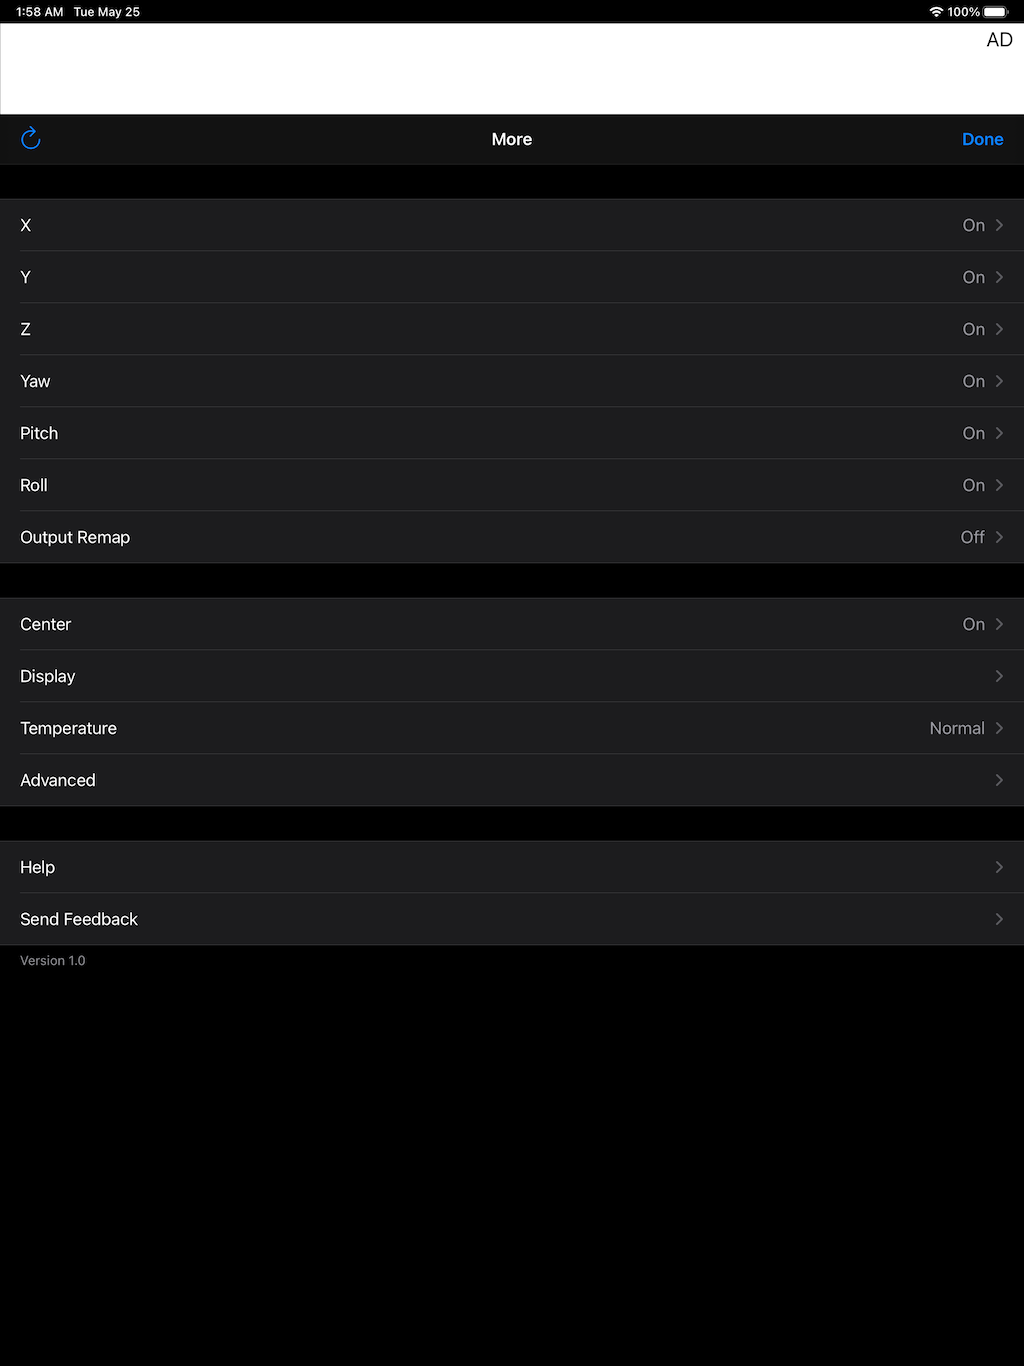 1:58 AM Tue May 25 100%
AD
More Done
X On
Y On
Z On
Yaw On
Pitch On
Roll On
Output Remap Off
Center On
Display
Temperature Normal
Advanced
Help
Send Feedback
Version 1.0